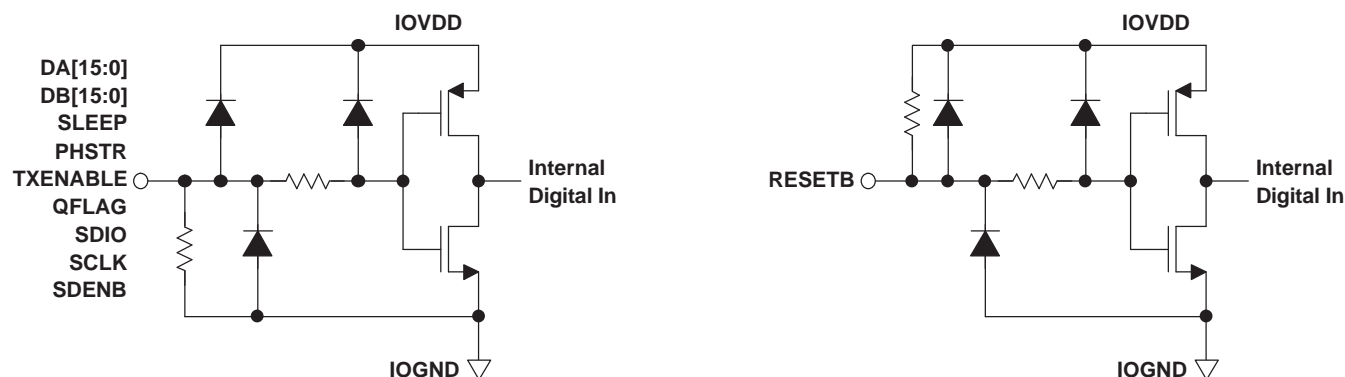 IOVDD
DA[15:0]
DB[15:0]
SLEEP
PHSTR
TXENABLE
QFLAG
SDIO
SCLK
SDENB
Internal
Digital In
IOGND
IOVDD
RESETB
Internal
Digital In
IOGND